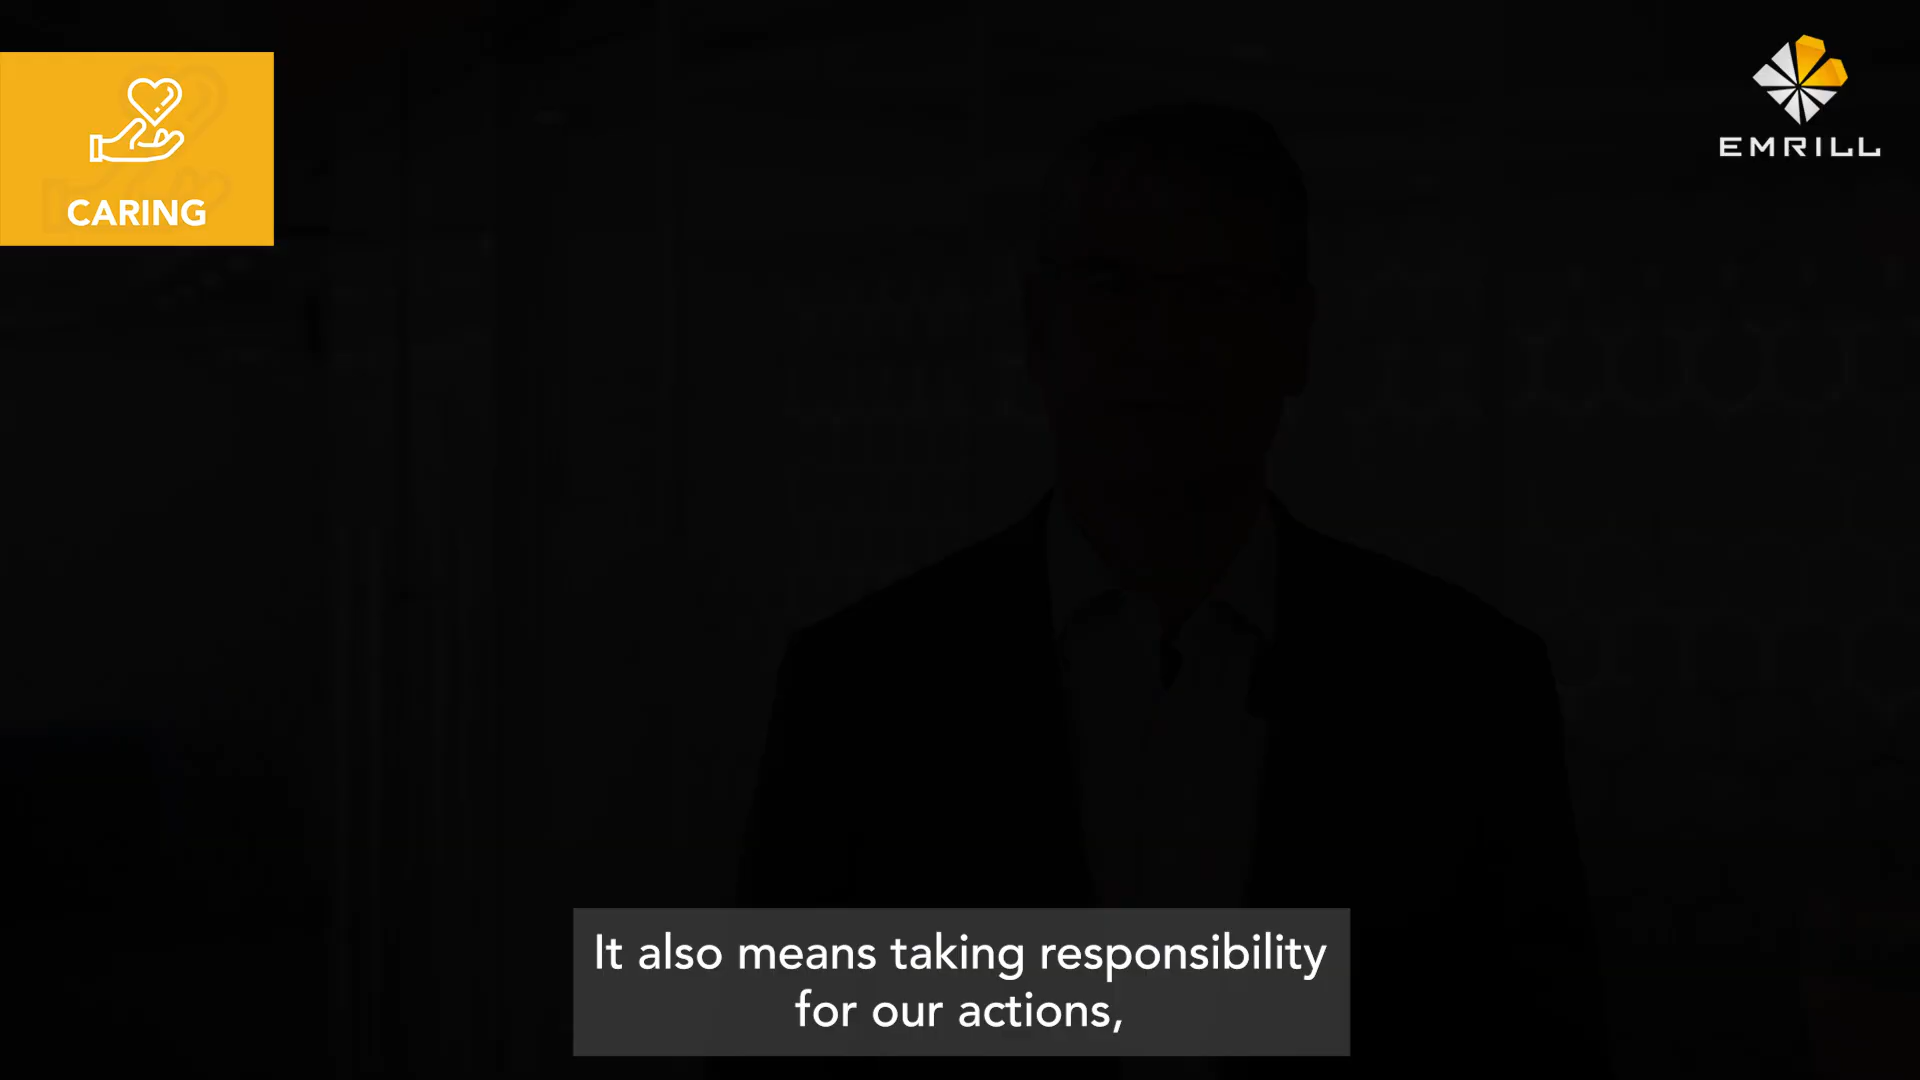 CARING
EMRILL
It also means taking responsibility
for our actions,